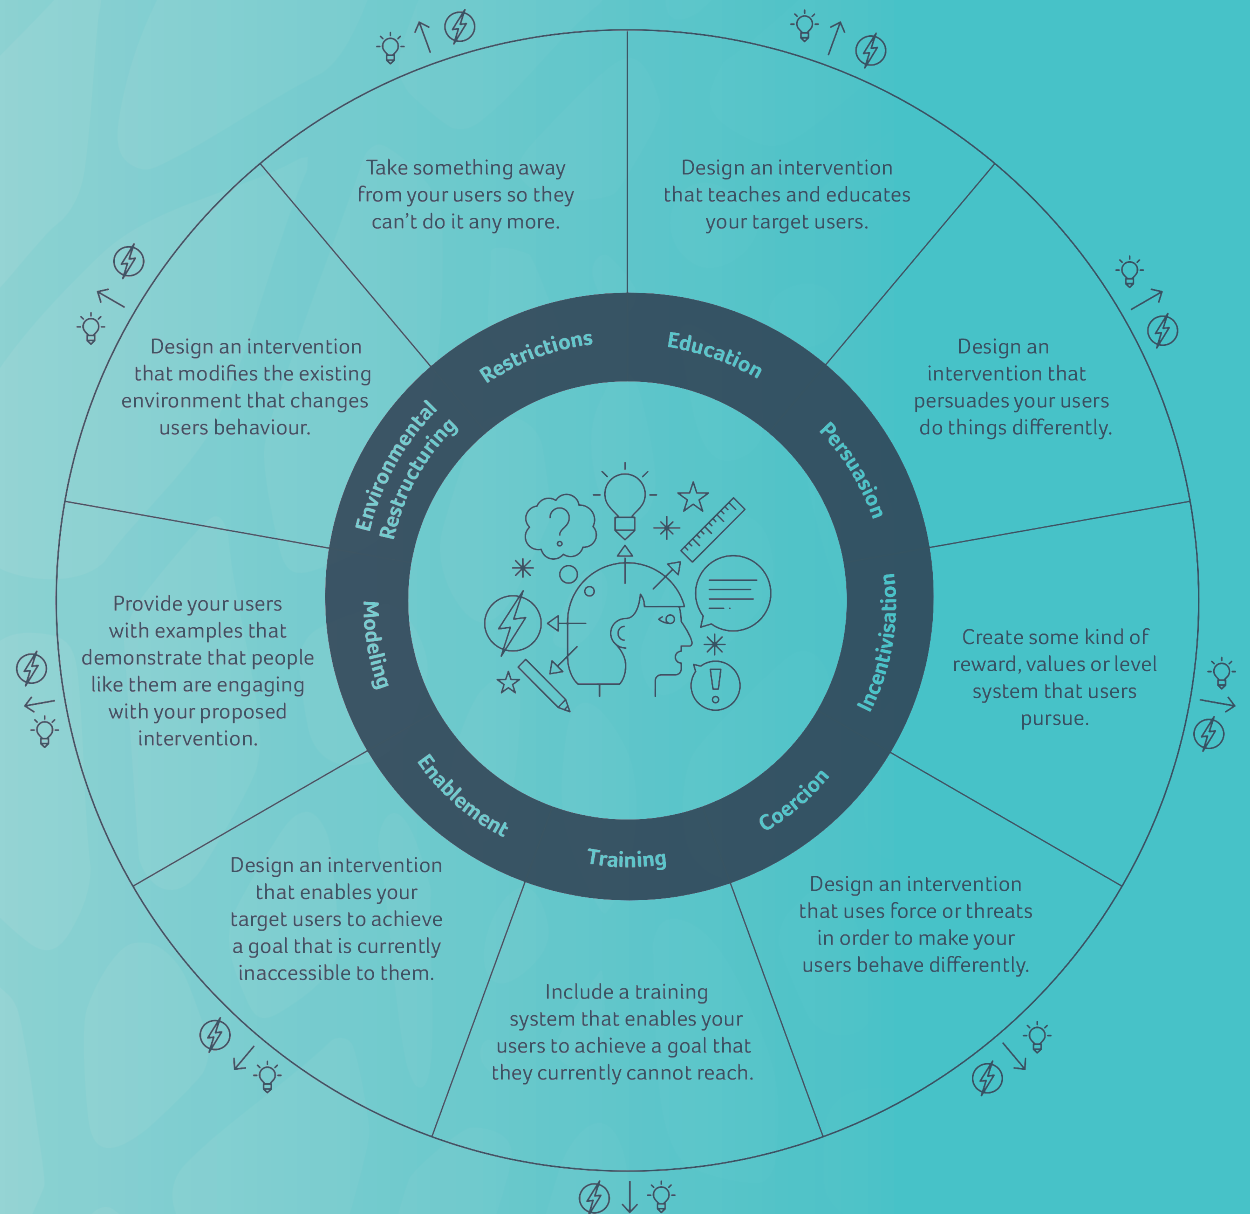 Take something away
from your users so they
can't do it any more.
Design an intervention
that teaches and educates
your target users.
Design an
intervention that
persuades your users
do things differently.
Create some kind of
reward, values or level
system that users
pursue.
Design an intervention
that uses force or threats
in order to make your
users behave differently.
Include a training
system that enables your
users to achieve a goal that
they currently cannot reach.
Design an intervention
that enables your
target users to achieve
a goal that is currently
inaccessible to them.
Provide your users
with examples that
demonstrate that people
like them are engaging
with your proposed
intervention.
Design an intervention
that modifies the existing
environment that changes
users behaviour.
Restrictions
Education
Persuasion
Incentivisation
Coercion
Training
Enablement
Modeling
Environmental
Restructuring
?
!